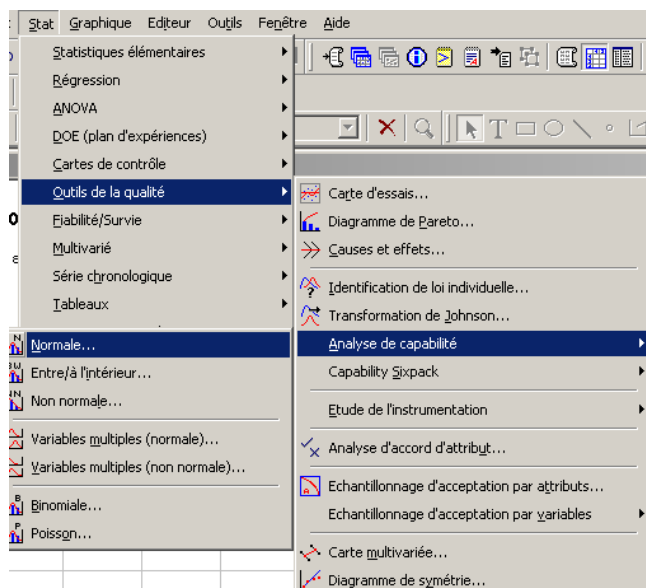 Stat Graphique Editeur Outils Fenêtre Aide
Statistiques élémentaires
Régression
ANOVA
DOE (plan d'expériences)
Cartes de contrôle
Outils de la qualité
Fiabilité/Survie
Multivarié
Série chronologique
Tableaux
Carte d'essais...
Diagramme de Pareto...
Causes et effets...
Identification de loi individuelle...
Transformation de Johnson...
Analyse de capabilité
Capability Sixpack
Etude de l'instrumentation
Analyse d'accord d'attribut...
Echantillonnage d'acceptation par attributs...
Echantillonnage d'acceptation par variables
Carte multivariée...
Diagramme de symétrie...
Normale...
Entre/à l'intérieur...
Non normale...
Variables multiples (normale)...
Variables multiples (non normale)...
Binomiale...
Poisson...